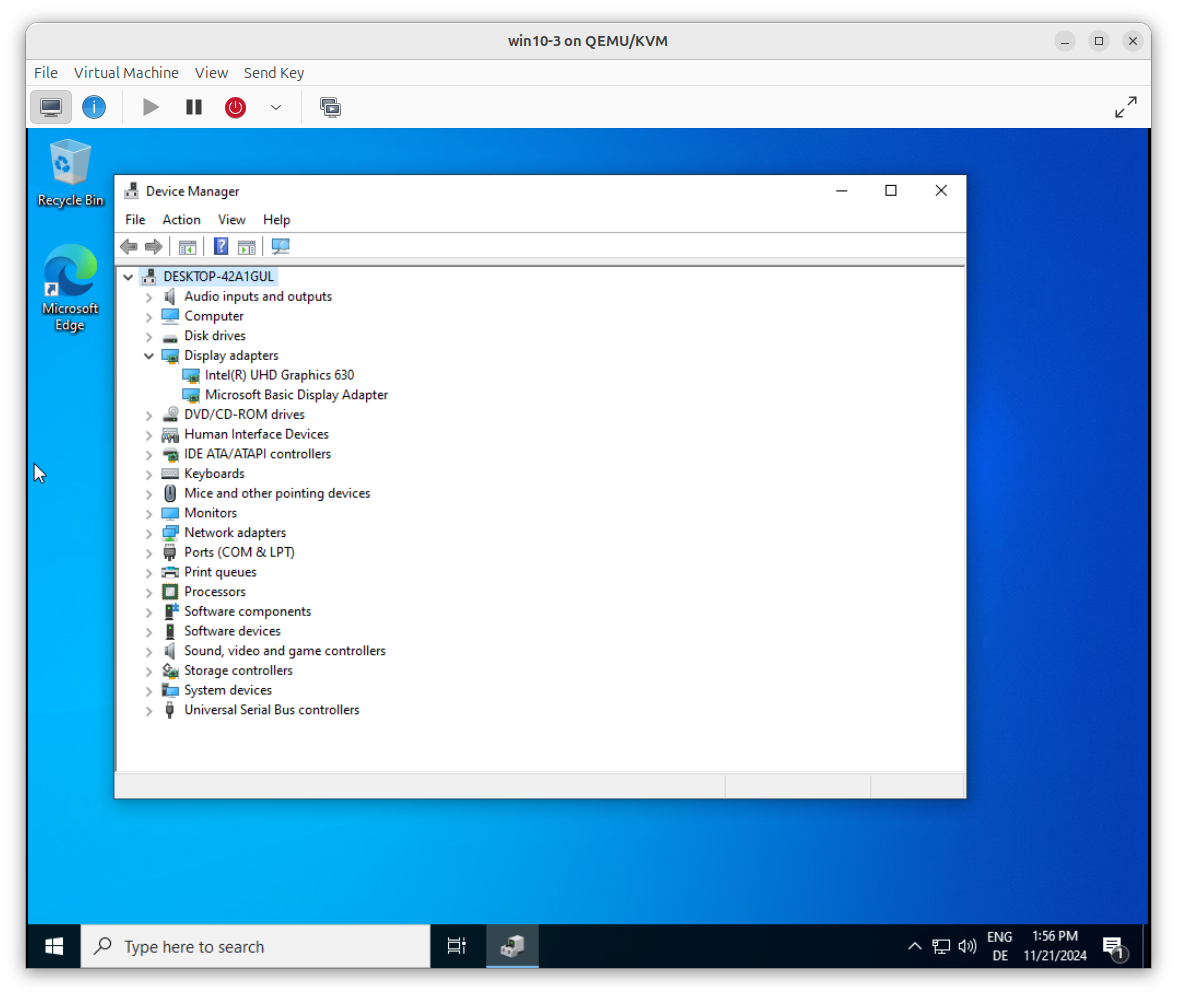 win10-3 on QEMU/KVM
File Virtual Machine View Send Key
Recycle Bin
Microsoft
Edge
Device Manager
File Action View Help
DESKTOP-42A1GUL
Audio inputs and outputs
Computer
Disk drives
Display adapters
Intel(R) UHD Graphics 630
Microsoft Basic Display Adapter
DVD/CD-ROM drives
Human Interface Devices
IDE ATA/ATAPI controllers
Keyboards
Mice and other pointing devices
Monitors
Network adapters
Ports (COM & LPT)
Print queues
Processors
Software components
Software devices
Sound, video and game controllers
Storage controllers
System devices
Universal Serial Bus controllers
Type here to search
ENG
DE
1:56 PM
11/21/2024
1